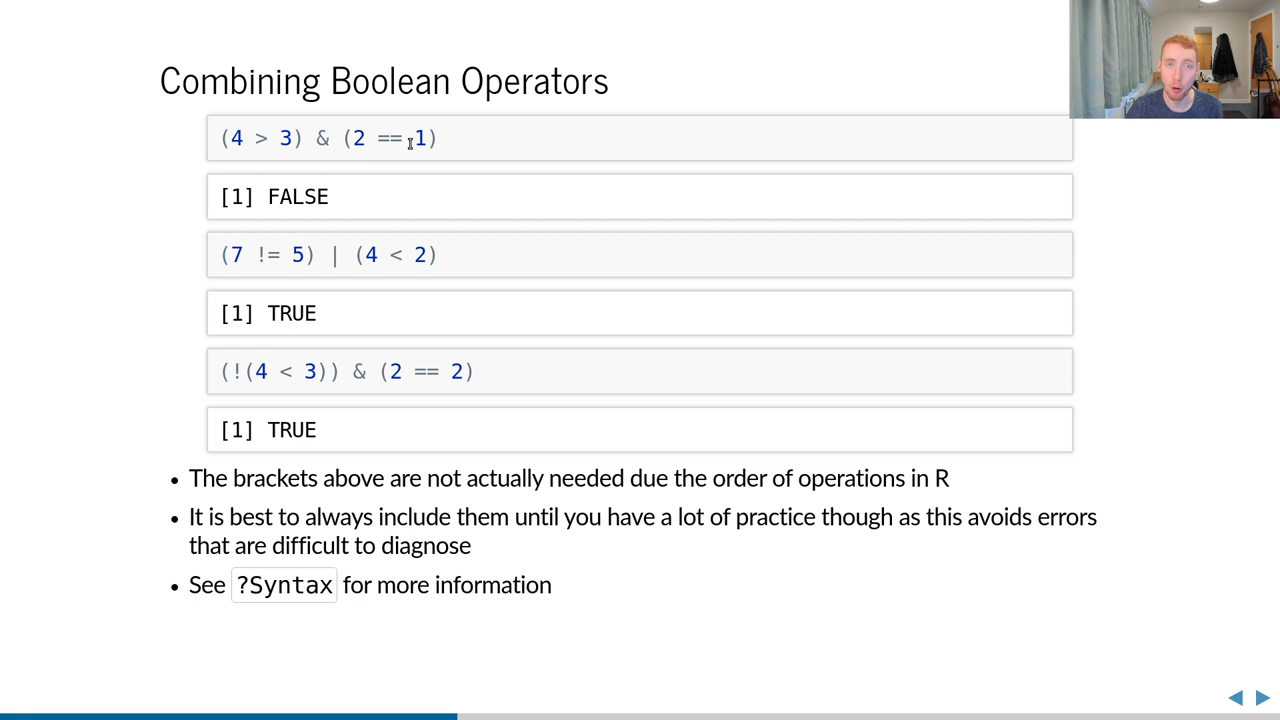 Combining Boolean Operators
(4 > 3) & (2 == 1)
[1] FALSE
(7 != 5) | (4 < 2)
[1] TRUE
(!(4 < 3)) & (2 == 2)
[1] TRUE
• The brackets above are not actually needed due the order of operations in R
• It is best to always include them until you have a lot of practice though as this avoids errors
that are difficult to diagnose
• See ?Syntax for more information